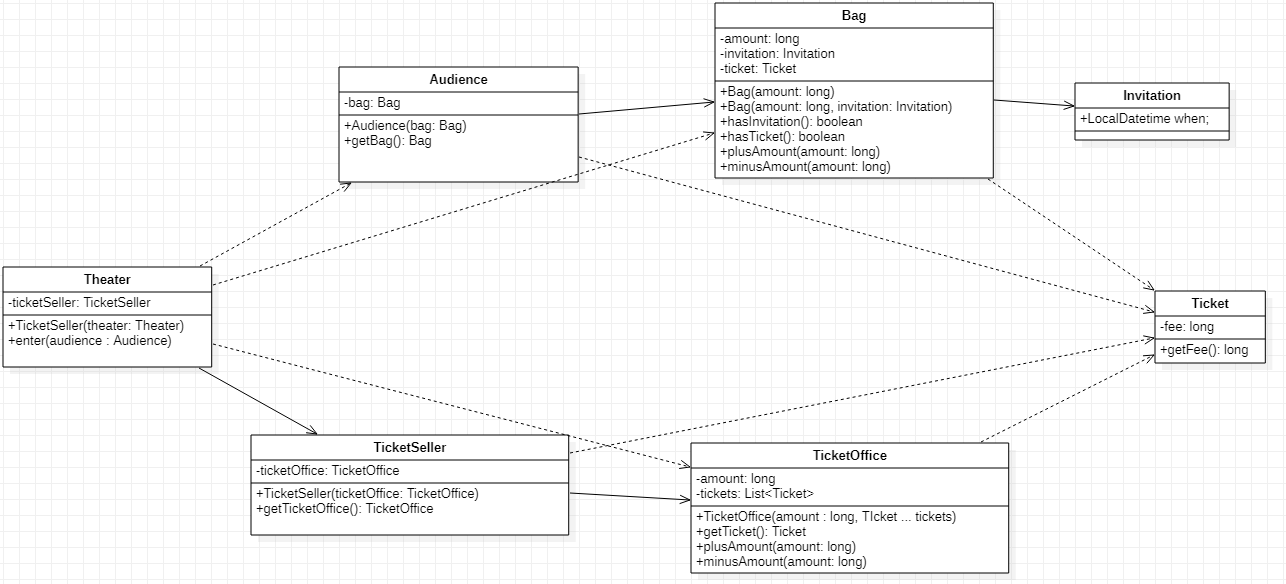 Bag
-amount: long
-invitation: Invitation
-ticket: Ticket
+Bag(amount: long)
+Bag(amount: long, invitation: Invitation)
+hasInvitation(): boolean
+hasTicket(): boolean
+plusAmount(amount: long)
+minusAmount(amount: long)
Audience
-bag: Bag
+Audience(bag: Bag)
+getBag(): Bag
Invitation
+LocalDatetime when;
Theater
-ticketSeller: TicketSeller
+TicketSeller(theater: Theater)
+enter(audience : Audience)
Ticket
-fee: long
+getFee(): long
TicketSeller
-ticketOffice: TicketOffice
+TicketSeller(ticketOffice: TicketOffice)
+getTicketOffice(): TicketOffice
TicketOffice
-amount: long
-tickets: List<Ticket>
+TicketOffice(amount : long, TIcket ... tickets)
+getTicket(): Ticket
+plusAmount(amount: long)
+minusAmount(amount: long)